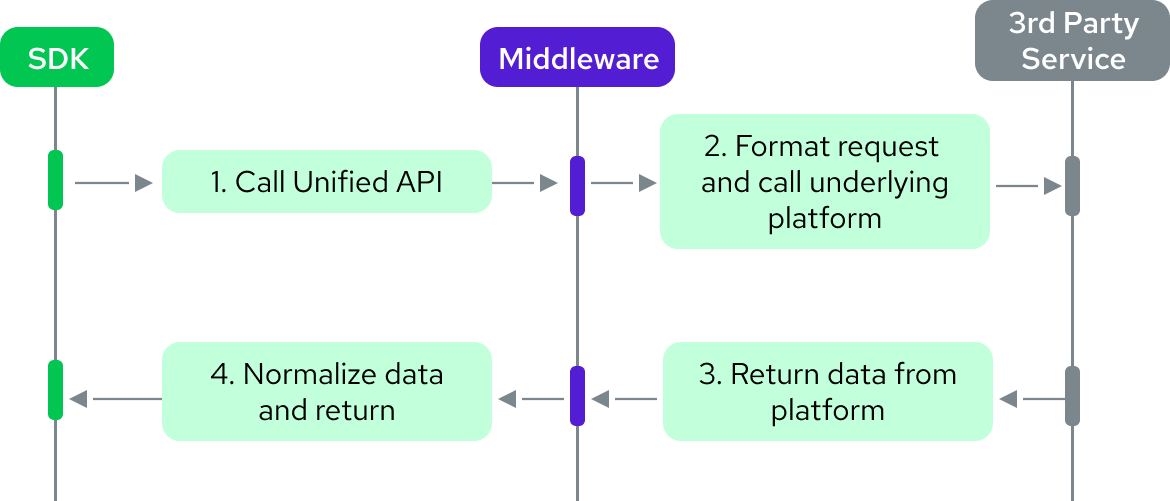 SDK
Middleware
3rd Party
Service
1. Call Unified API
2. Format request
and call underlying
platform
4. Normalize data
and return
3. Return data from
platform